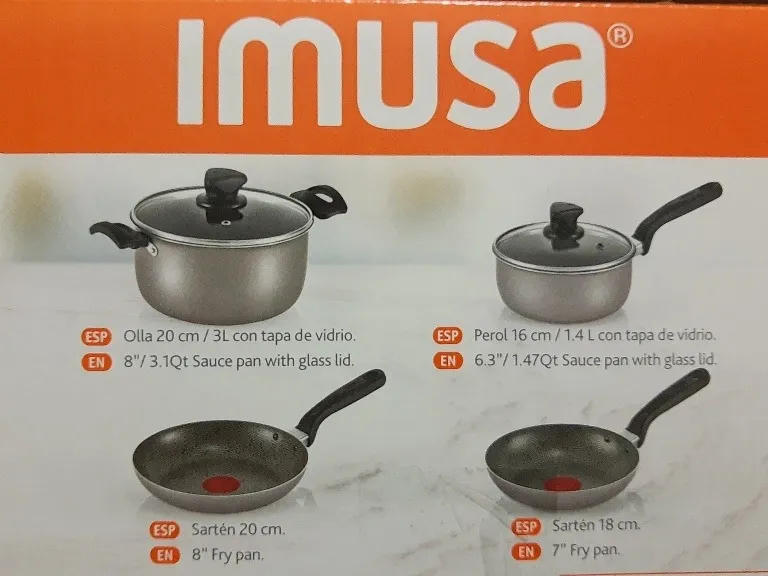 IMUSA®
ESP Olla 20 cm / 3L con tapa de vidrio.
EN 8"/ 3.1Qt Sauce pan with glass lid.
ESP Perol 16 cm / 1.4 L con tapa de vidrio.
EN 6.3"/ 1.47Qt Sauce pan with glass lid.
ESP Sartén 20 cm.
EN 8" Fry pan.
ESP Sartén 18 cm.
EN 7" Fry pan.